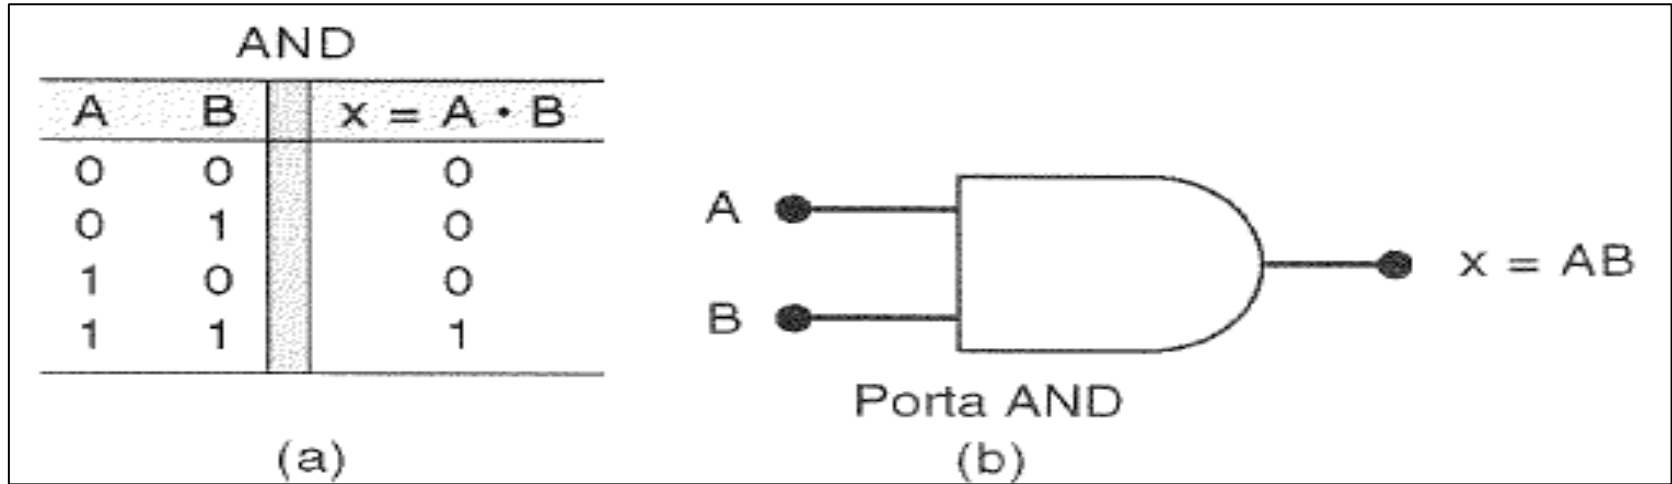 AND
A B x = A • B
0 0 0
0 1 0
1 0 0
1 1 1
(a)
A
B
x = AB
Porta AND
(b)